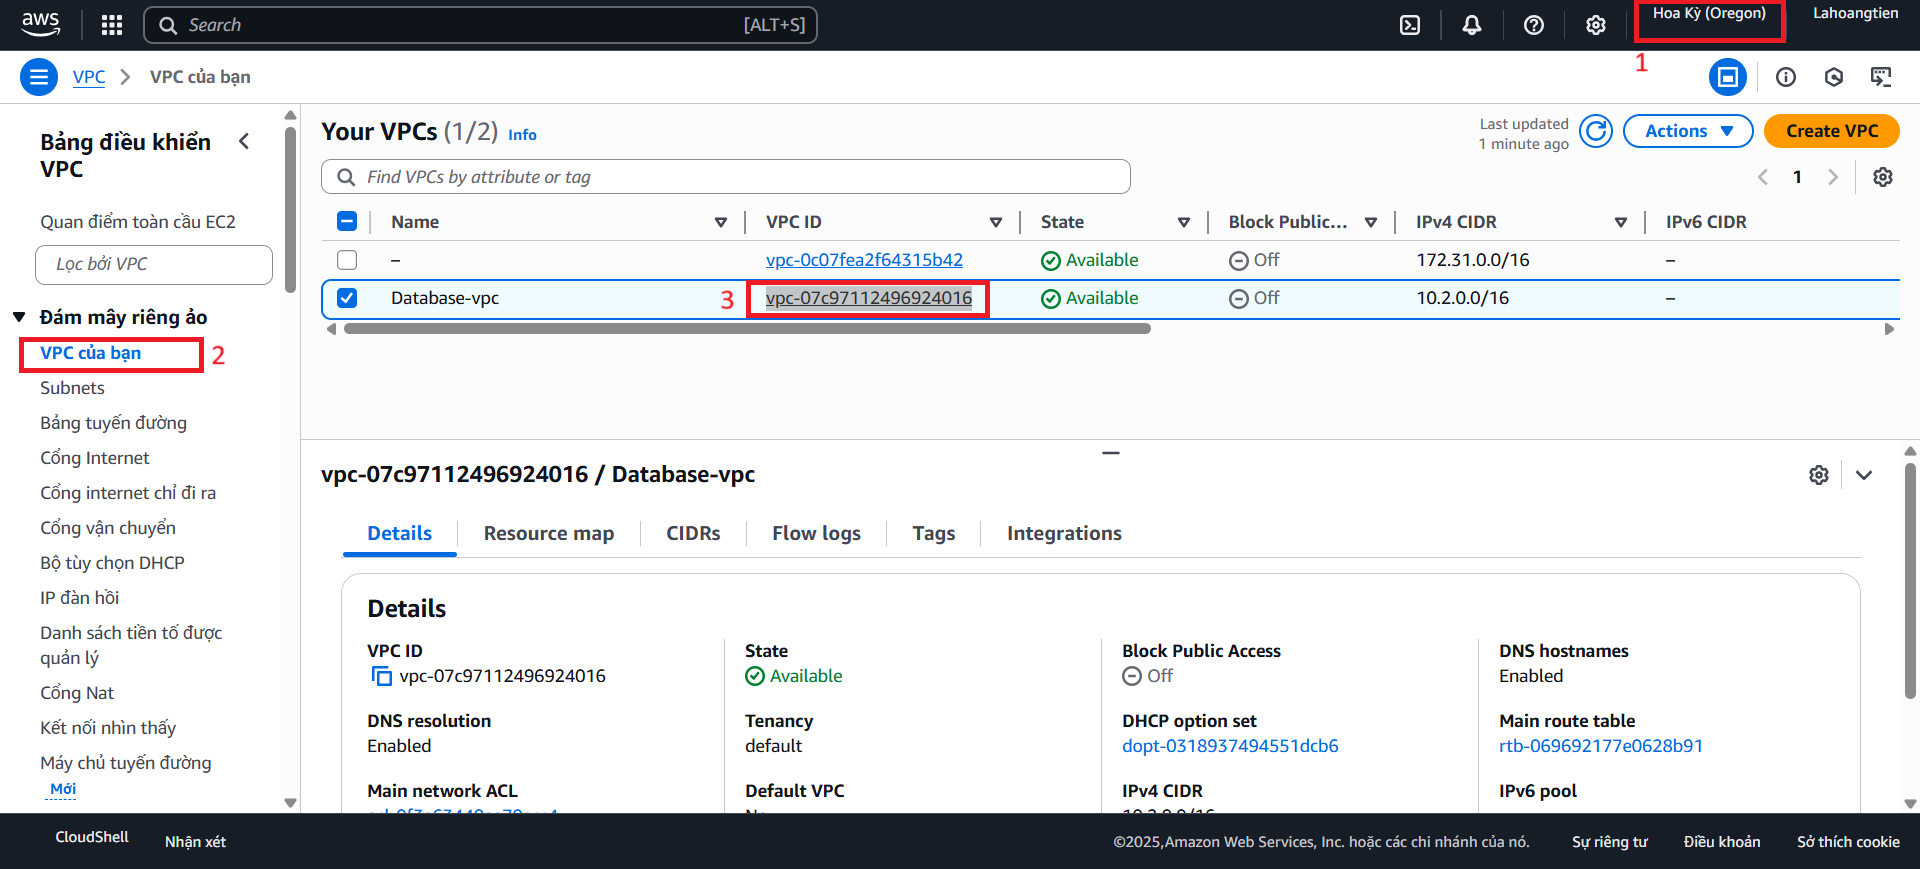 aws
Search
[ALT+S]
Hoa Kỳ (Oregon)
Lahoangtien
1
VPC
VPC của bạn
Bảng điều khiển VPC
Quan điểm toàn cầu EC2
Lọc bởi VPC
Đám mây riêng ảo
VPC của bạn
2
Subnets
Bảng tuyến đường
Cổng Internet
Cổng internet chỉ đi ra
Cổng vận chuyển
Bộ tùy chọn DHCP
IP đàn hồi
Danh sách tiền tố được
quản lý
Cổng Nat
Kết nối nhìn thấy
Máy chủ tuyến đường
Mới
Your VPCs (1/2) Info
Last updated
1 minute ago
Actions
Create VPC
Find VPCs by attribute or tag
1
Name VPC ID State Block Public... IPv4 CIDR IPv6 CIDR
– vpc-0c07fea2f64315b42 Available Off 172.31.0.0/16 –
Database-vpc 3 vpc-07c97112496924016 Available Off 10.2.0.0/16 –
vpc-07c97112496924016 / Database-vpc
Details Resource map CIDRs Flow logs Tags Integrations
Details
VPC ID
vpc-07c97112496924016
State
Available
Block Public Access
Off
DNS hostnames
Enabled
DNS resolution
Enabled
Tenancy
default
DHCP option set
dopt-0318937494551dcb6
Main route table
rtb-069692177e0628b91
Main network ACL
Default VPC
IPv4 CIDR
10.2.0.0/16
IPv6 pool
CloudShell
Nhận xét
©2025,Amazon Web Services, Inc. hoặc các chi nhánh của nó.
Sự riêng tư
Điều khoản
Sở thích cookie